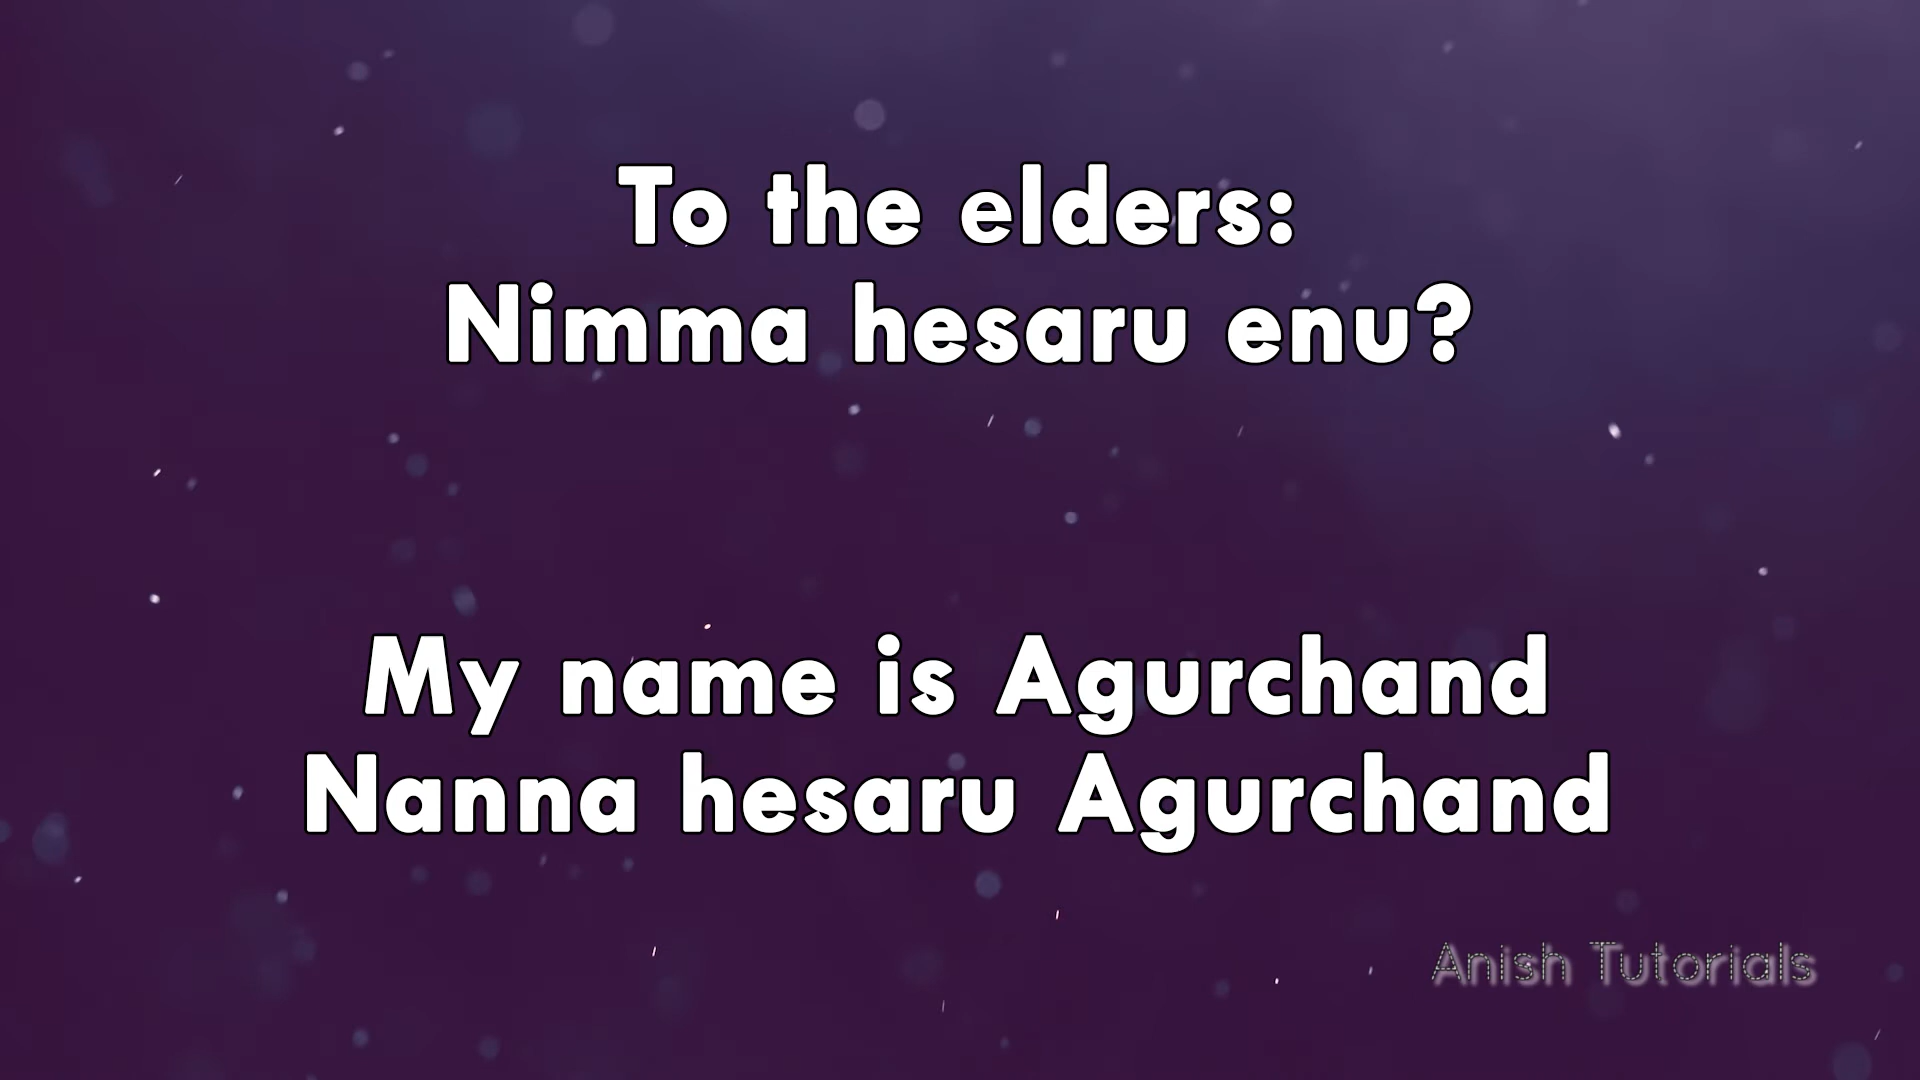 To the elders:
Nimma hesaru enu?
My name is Agurchand
Nanna hesaru Agurchand
Anish Tutorials